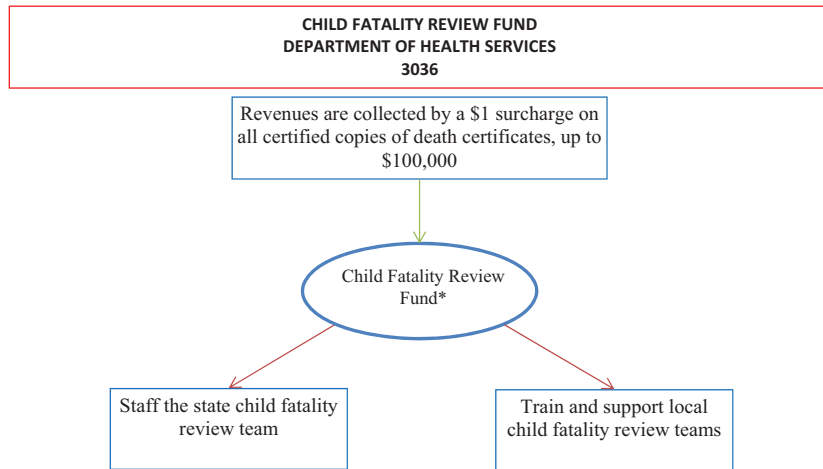 CHILD FATALITY REVIEW FUND
DEPARTMENT OF HEALTH SERVICES
3036
Revenues are collected by a $1 surcharge on
all certified copies of death certificates, up to
$100,000
Child Fatality Review
Fund*
Staff the state child fatality
review team
Train and support local
child fatality review teams